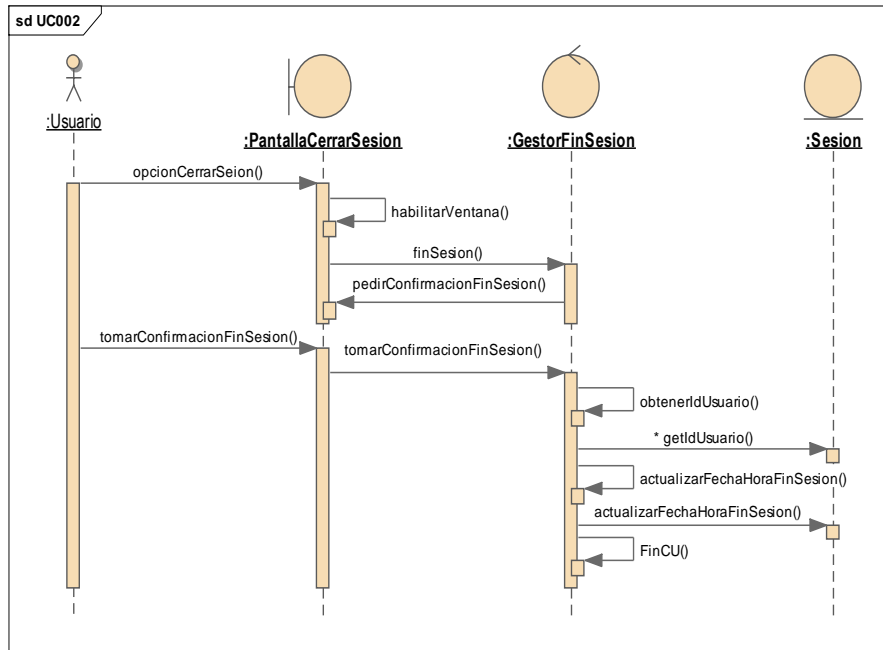 sd UC002
:Usuario
:PantallaCerrarSesion
:GestorFinSesion
:Sesion
opcionCerrarSeion()
habilitarVentana()
finSesion()
pedirConfirmacionFinSesion()
tomarConfirmacionFinSesion()
tomarConfirmacionFinSesion()
obtenerIdUsuario()
* getIdUsuario()
actualizarFechaHoraFinSesion()
actualizarFechaHoraFinSesion()
FinCU()